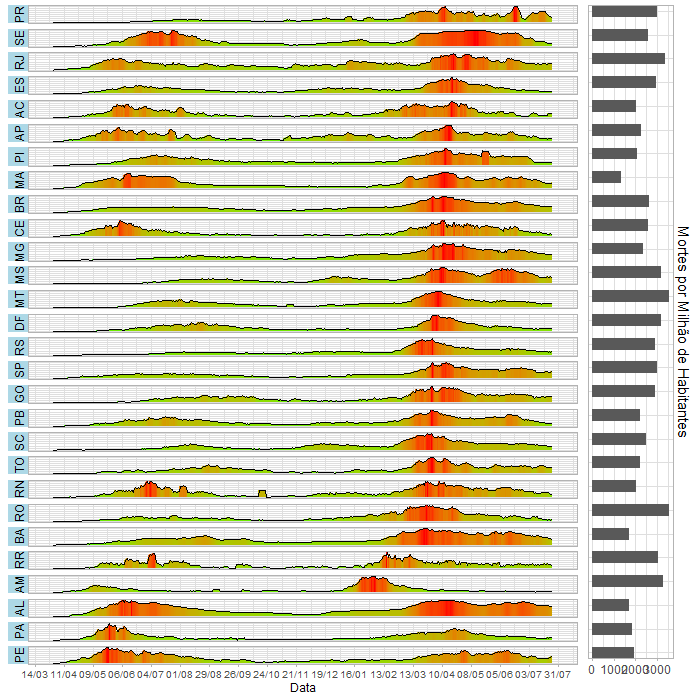 PR
SE
RJ
ES
AC
AP
PI
MA
BR
CE
MG
MS
MT
DF
RS
SP
GO
PB
SC
TO
RN
RO
BA
RR
AM
AL
PA
PE
14/03 11/04 09/05 06/06 04/07 01/08 29/08 26/09 24/10 21/11 19/12 16/01 13/02 13/03 10/04 08/05 05/06 03/07 31/07
Data
0 1000 2000 3000
Mortes por Milhão de Habitantes